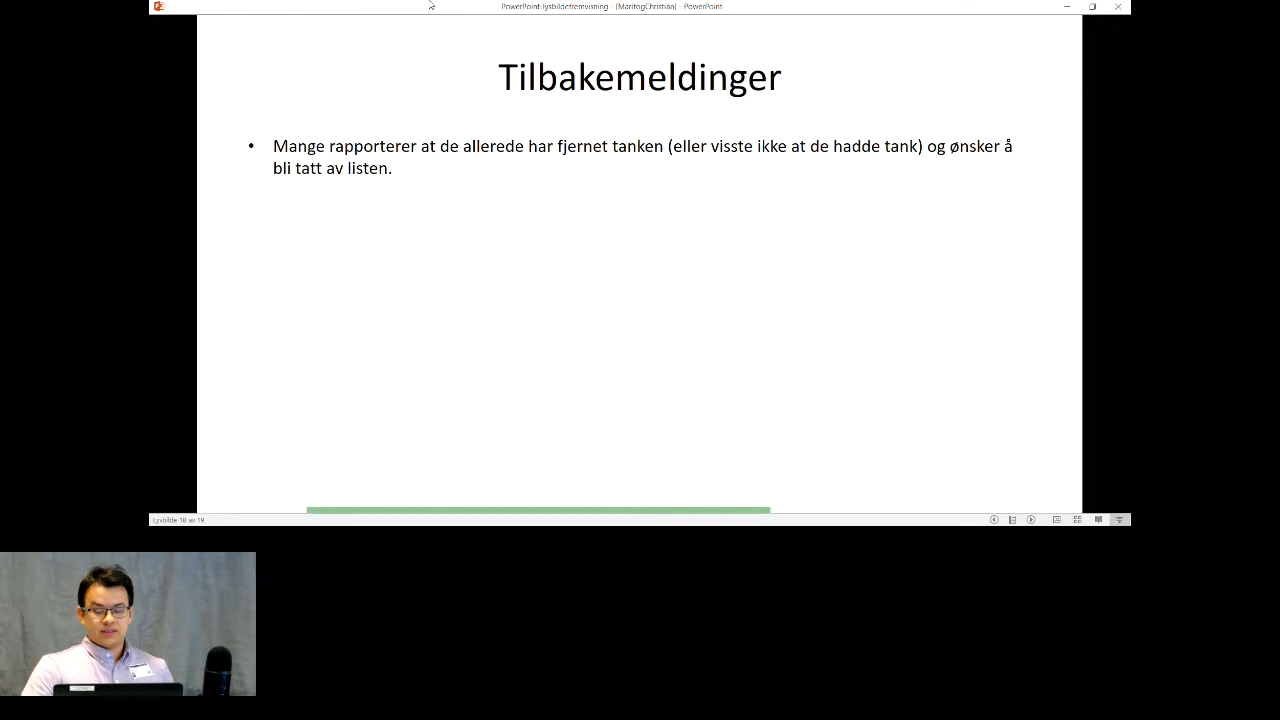 PowerPoint-lysbildefremvisning - [MaritogChristian] - PowerPoint
Tilbakemeldinger
• Mange rapporterer at de allerede har fjernet tanken (eller visste ikke at de hadde tank) og ønsker å
bli tatt av listen.
Lysbilde 18 av 19